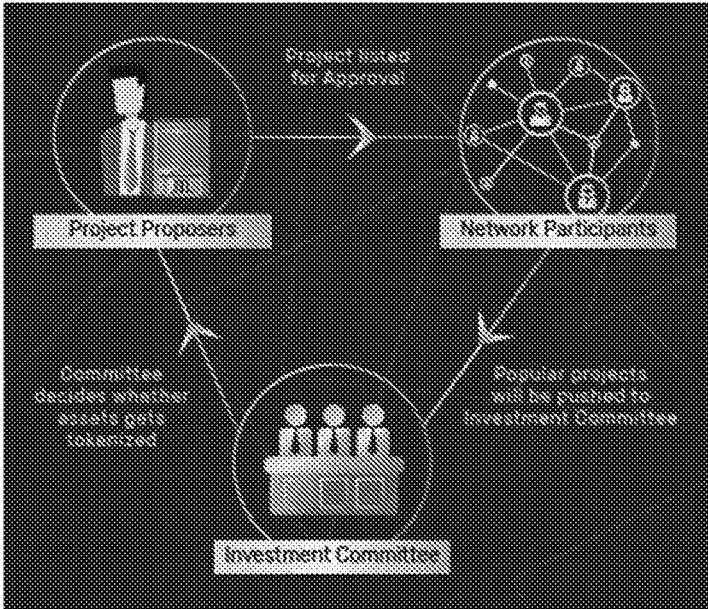 Project listed
for Approval
Project Proposers
Network Participants
Committee
decides whether
assets gets
tokenized
Popular projects
will be pushed to
Investment Committee
Investment Committee